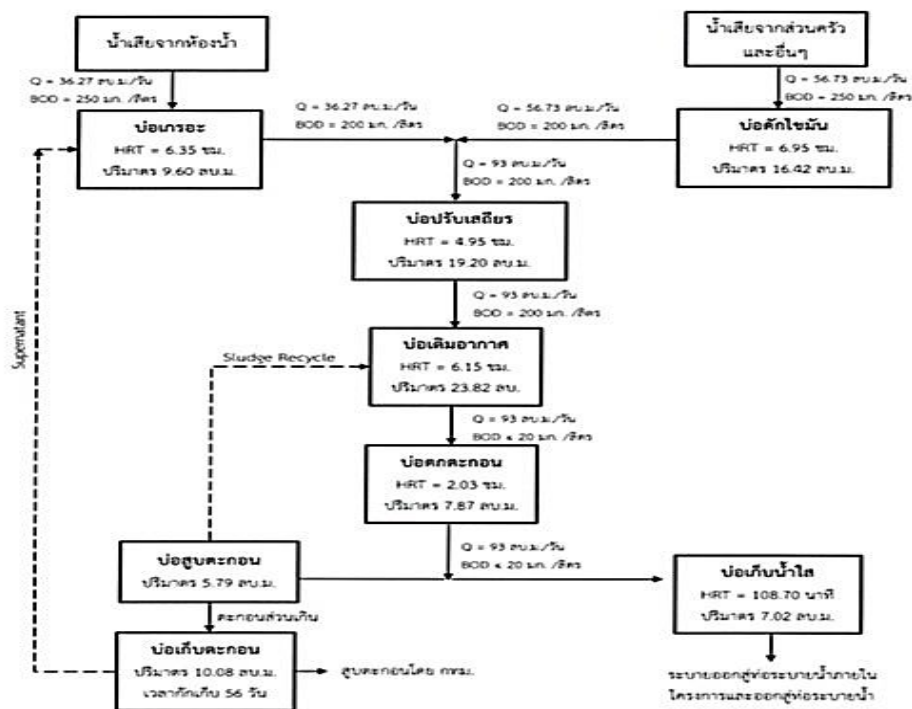 น้ำเสียจากห้องน้ำ
น้ำเสียจากส่วนครัว
และอื่นๆ
Q = 36.27 ลบ.ม./วัน
BOD = 250 มก. /ลิตร
Q = 56.73 ลบ.ม./วัน
BOD = 250 มก. /ลิตร
บ่อเกรอะ
HRT = 6.35 ชม.
ปริมาตร 9.60 ลบ.ม.
Q = 36.27 ลบ.ม./วัน
BOD = 200 มก. /ลิตร
Q = 56.73 ลบ.ม./วัน
BOD = 200 มก. /ลิตร
บ่อดักไขมัน
HRT = 6.95 ชม.
ปริมาตร 16.42 ลบ.ม.
Q = 93 ลบ.ม./วัน
BOD = 200 มก. /ลิตร
บ่อปรับเสถียร
HRT = 4.95 ชม.
ปริมาตร 19.20 ลบ.ม.
Q = 93 ลบ.ม./วัน
BOD = 200 มก. /ลิตร
Supernatant
Sludge Recycle
บ่อเติมอากาศ
HRT = 6.15 ชม.
ปริมาตร 23.82 ลบ.
Q = 93 ลบ.ม./วัน
BOD < 20 มก. /ลิตร
บ่อตกตะกอน
HRT = 2.03 ชม.
ปริมาตร 7.87 ลบ.ม.
Q = 93 ลบ.ม./วัน
BOD < 20 มก. /ลิตร
บ่อสูบตะกอน
ปริมาตร 5.79 ลบ.ม.
บ่อเก็บน้ำใส
HRT = 108.70 นาที
ปริมาตร 7.02 ลบ.ม.
ตะกอนส่วนเกิน
บ่อเก็บตะกอน
ปริมาตร 10.08 ลบ.ม.
เวลากักเก็บ 56 วัน
สูบตะกอนโดย กทม.
ระบายออกสู่ท่อระบายน้ำภายใน
โครงการและออกสู่ท่อระบายน้ำ